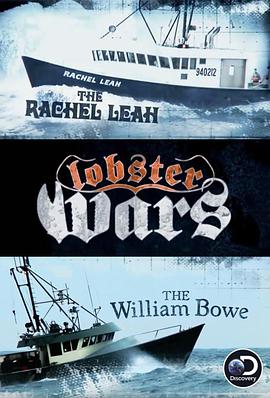 RACHEL LEAH
940212
THE
RACHEL LEAH
lobster
wars
THE
William Bowe
Discovery